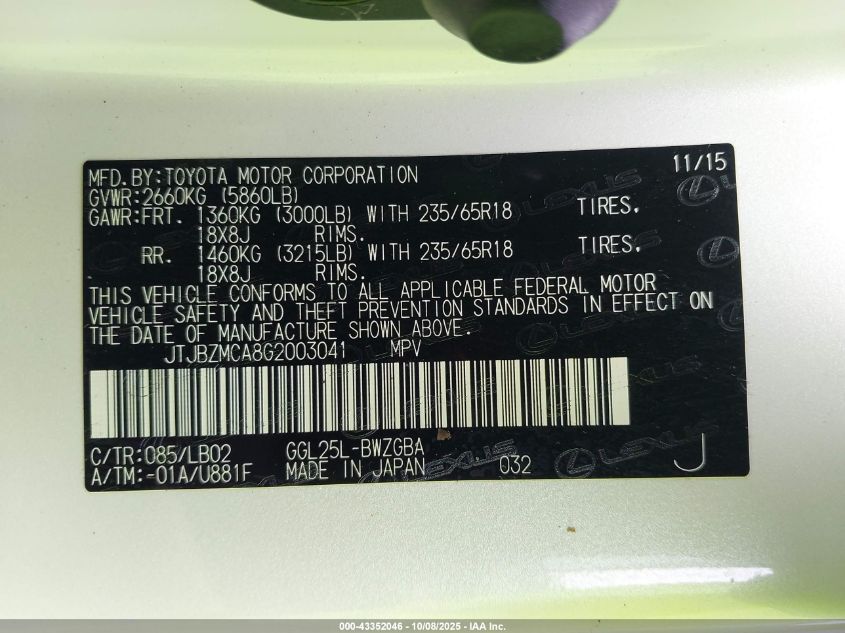 MFD.BY:TOYOTA MOTOR CORPORATION 11/15
GVWR:2660KG (5860LB)
GAWR:FRT. 1360KG (3000LB) WITH 235/65R18 TIRES.
18X8J RIMS.
RR. 1460KG (3215LB) WITH 235/65R18 TIRES.
18X8J RIMS.
THIS VEHICLE CONFORMS TO ALL APPLICABLE FEDERAL MOTOR
VEHICLE SAFETY AND THEFT PREVENTION STANDARDS IN EFFECT ON
THE DATE OF MANUFACTURE SHOWN ABOVE.
JTJBZMCA8G2003041 MPV
C/TR:085/LB02 GGL25L-BWZGBA
A/TM:-01A/U881F MADE IN JAPAN 032 J
LEXUS
000-43352046 - 10/08/2025 - IAA Inc.